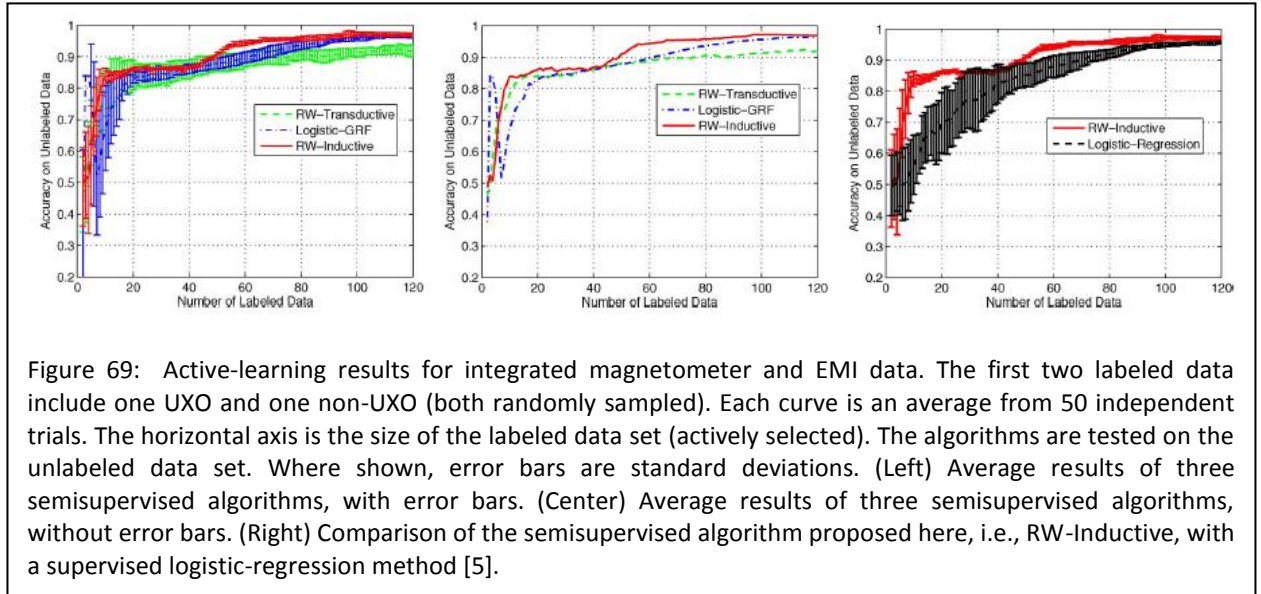 1
0.9
0.8
0.7
0.6
0.5
0.4
0.3
0.2
0 20 40 60 80 100 120
Accuracy on Unlabeled Data
Number of Labeled Data
RW-Transductive
Logistic-GRF
RW-Inductive
1
0.9
0.8
0.7
0.6
0.5
0.4
0.3
0.2
0 20 40 60 80 100 120
Accuracy on Unlabeled Data
Number of Labeled Data
RW-Transductive
Logistic-GRF
RW-Inductive
1
0.9
0.8
0.7
0.6
0.5
0.4
0.3
0.2
0 20 40 60 80 100 120
Accuracy on Unlabeled Data
Number of Labeled Data
RW-Inductive
Logistic-Regression
Figure 69: Active-learning results for integrated magnetometer and EMI data. The first two labeled data
include one UXO and one non-UXO (both randomly sampled). Each curve is an average from 50 independent
trials. The horizontal axis is the size of the labeled data set (actively selected). The algorithms are tested on the
unlabeled data set. Where shown, error bars are standard deviations. (Left) Average results of three
semisupervised algorithms, with error bars. (Center) Average results of three semisupervised algorithms,
without error bars. (Right) Comparison of the semisupervised algorithm proposed here, i.e., RW-Inductive, with
a supervised logistic-regression method [5].